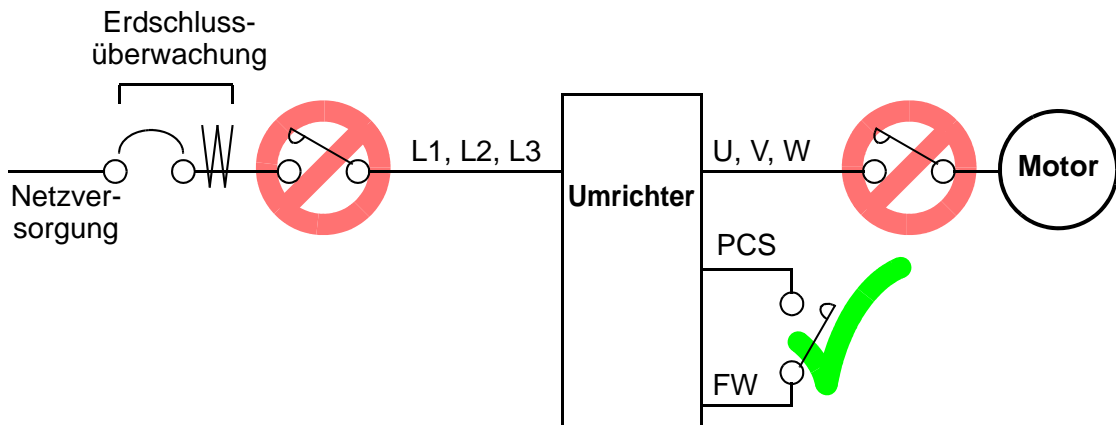 Erdschluss-
überwachung
L1, L2, L3
U, V, W
Netzver-
sorgung
Umrichter
Motor
PCS
FW